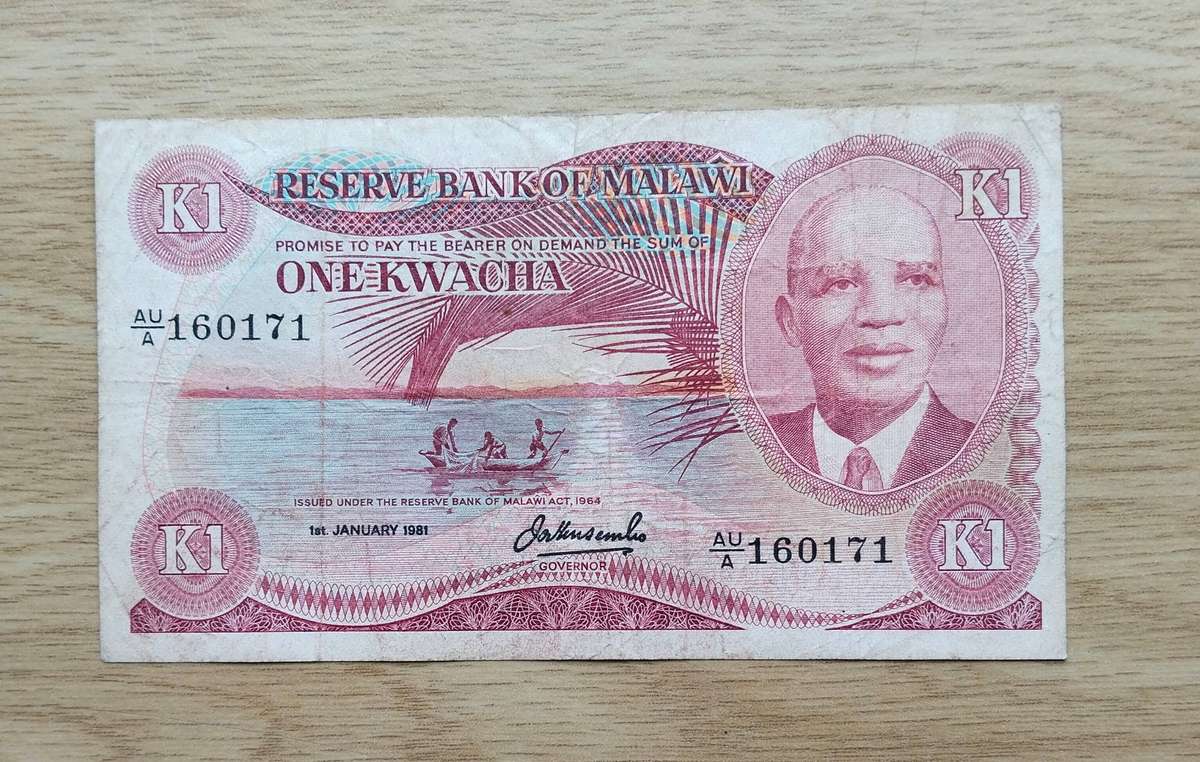 K1
K1
RESERVE BANK OF MALAŴI
PROMISE TO PAY THE BEARER ON DEMAND THE SUM OF
ONE KWACHA
AU/A 160171
ISSUED UNDER THE RESERVE BANK OF MALAWI ACT, 1964
1st. JANUARY 1981
GOVERNOR
AU/A 160171
K1
K1